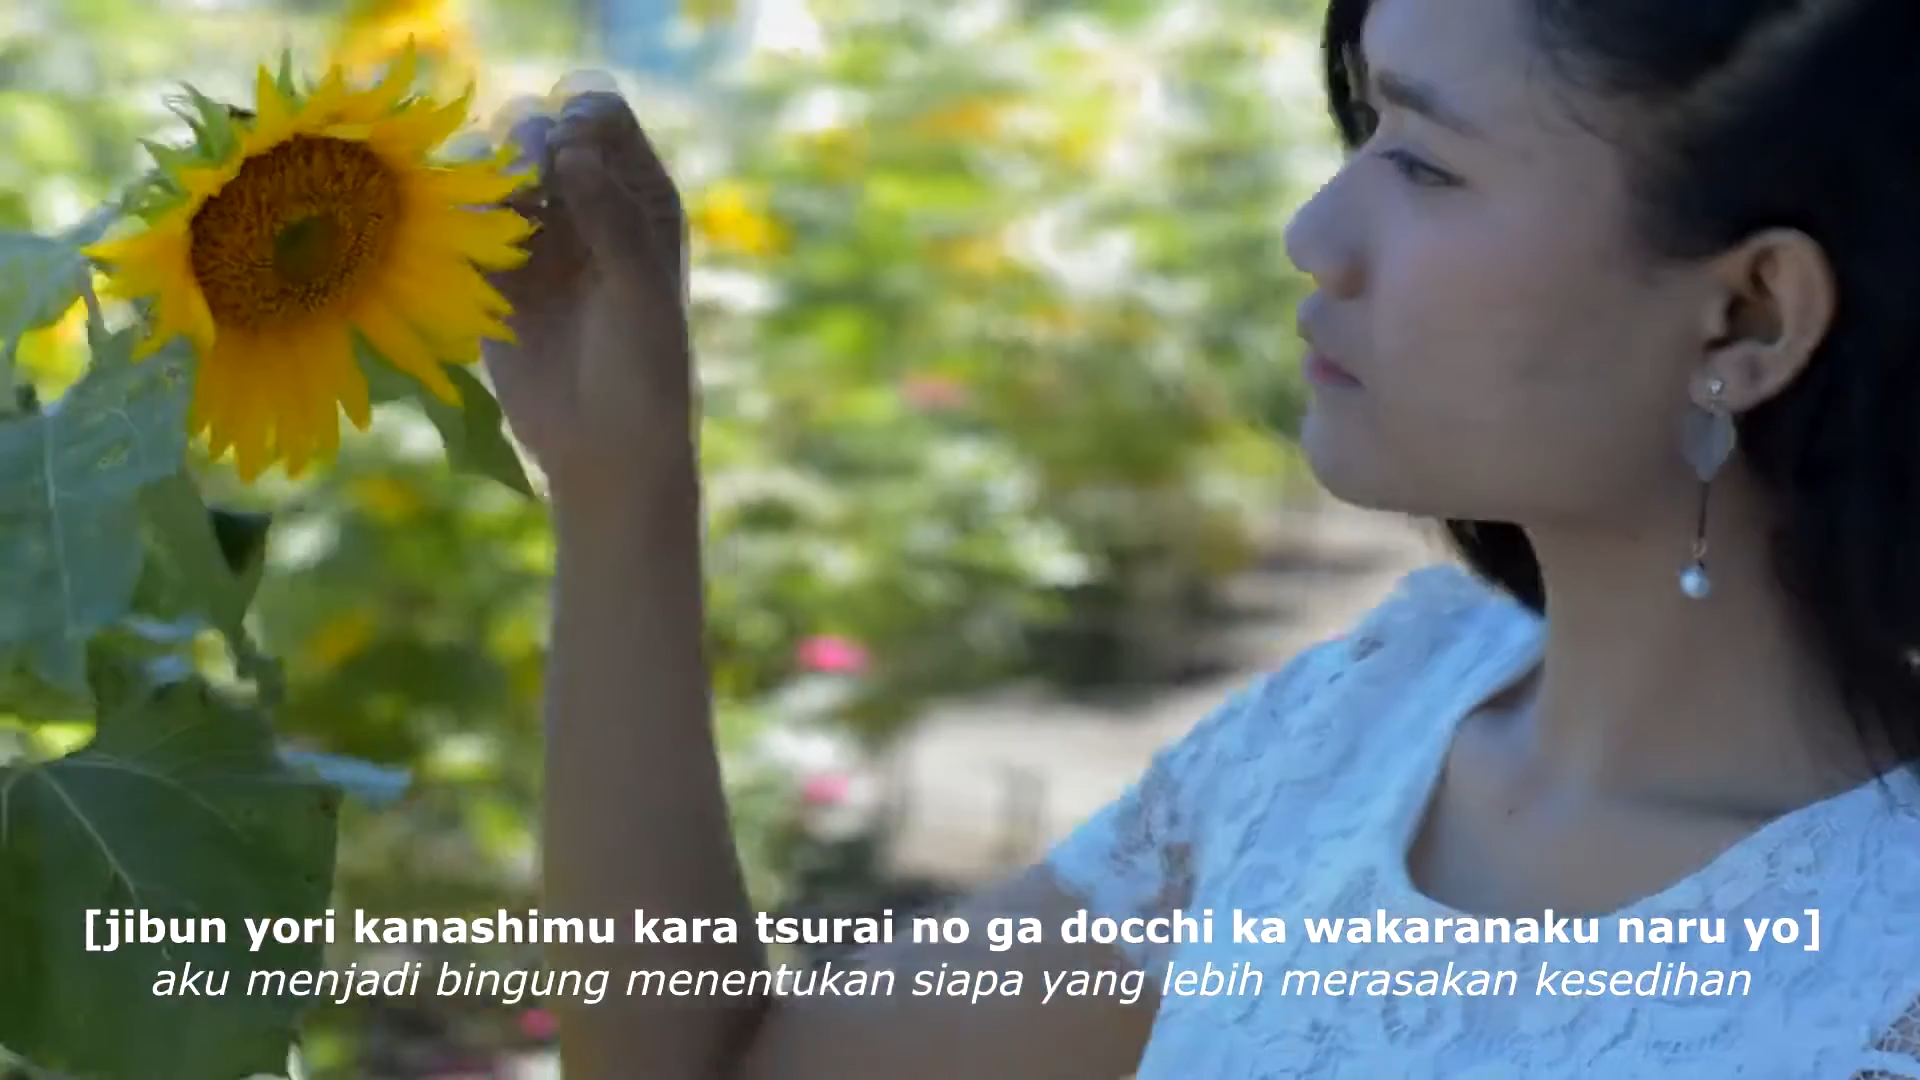 [jibun yori kanashimu kara tsurai no ga docchi ka wakaranaku naru yo]
aku menjadi bingung menentukan siapa yang lebih merasakan kesedihan